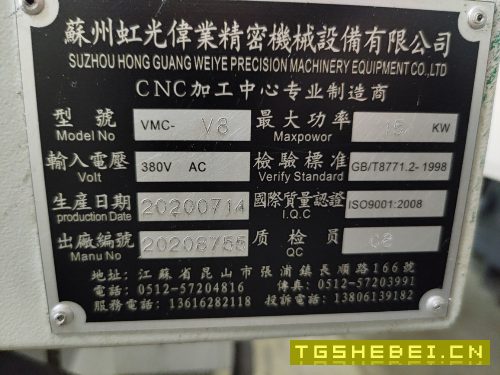 蘇州虹光偉業精密機械設備有限公司
SUZHOU HONG GUANG WEIYE PRECISION MACHINERY EQUIPMENT CO.,LTD
CNC加工中心专业制造商
型號 VMC- V8 最大功率 15 KW
Model No Maxpowor
輸入電壓 380V AC 檢驗標准 GB/T8771.2-1998
Volt Verify Standard
生産日期 20200714 國際質量認證 ISO9001:2008
production Date I.Q.C
出廠編號 20206755 质检员 08
Manu No QC
地址: 江蘇省昆山市張浦鎮長順路166號
電話: 0512-57204816 傳真: 0512-57203991
服務電話: 13616282118 投訴電話: 13806139182
TGSHEBEI.CN